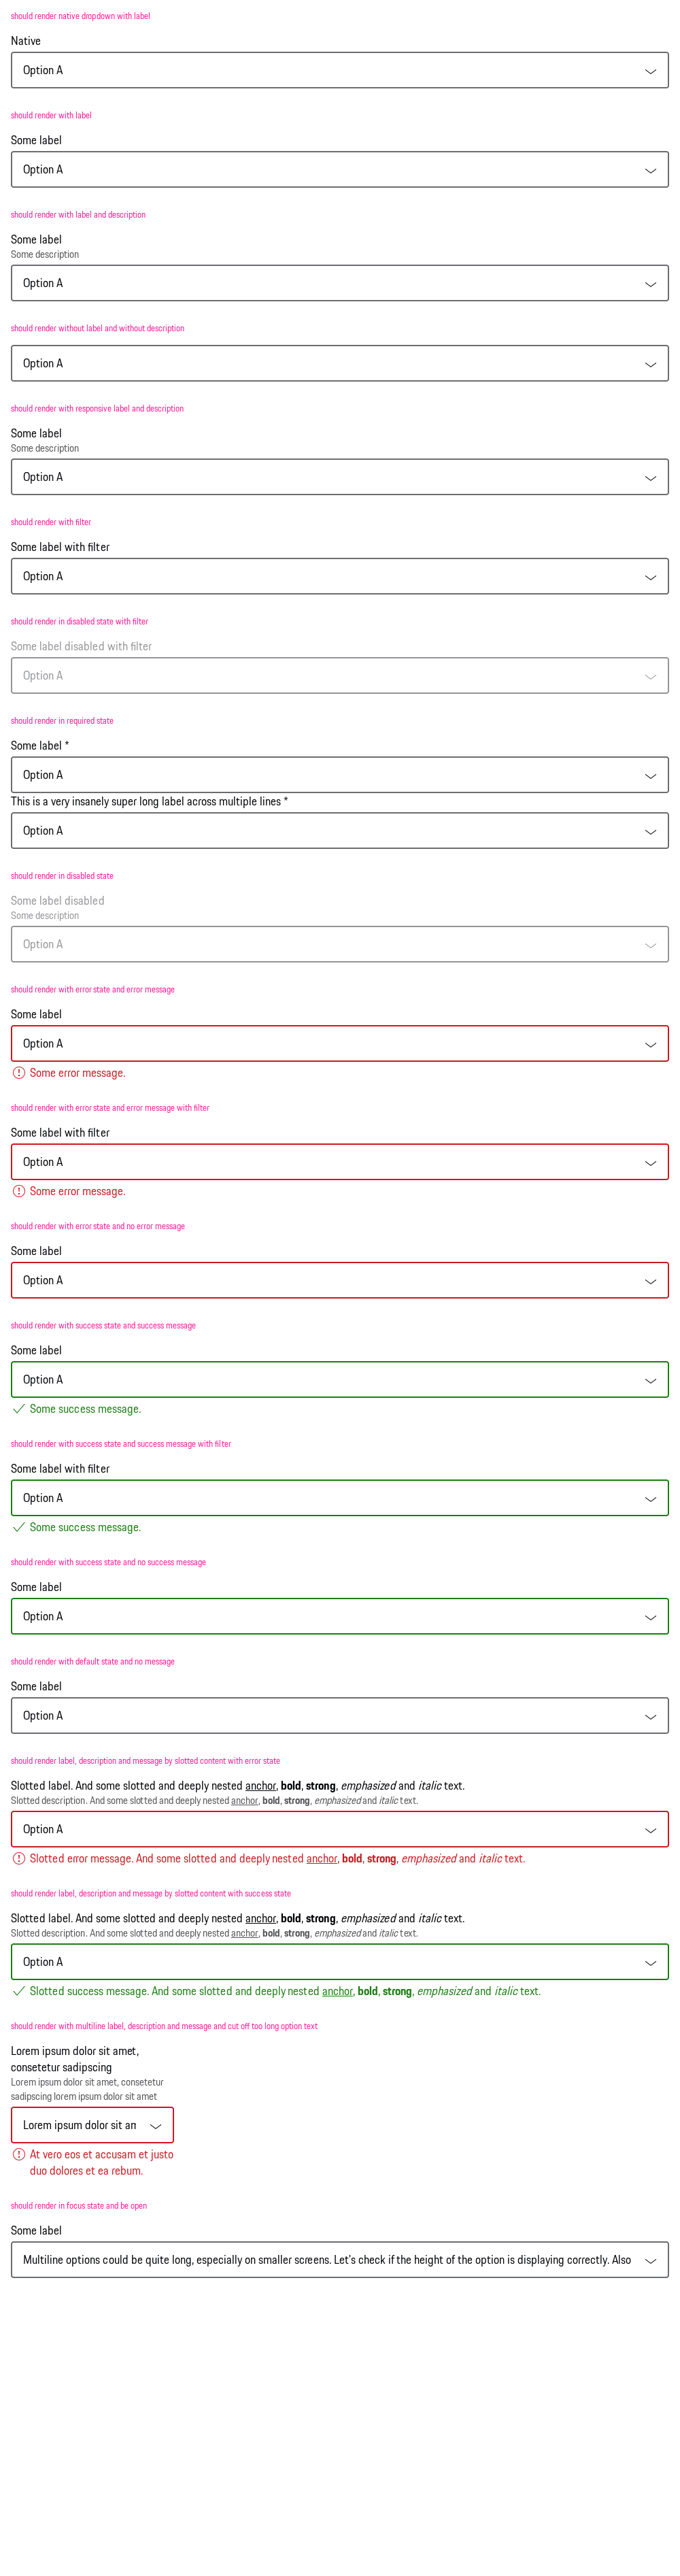 should render native dropdown with label
Native
Option A
should render with label
Some label
Option A
should render with label and description
Some label
Some description
Option A
should render without label and without description
Option A
should render with responsive label and description
Some label
Some description
Option A
should render with filter
Some label with filter
Option A
should render in disabled state with filter
Some label disabled with filter
Option A
should render in required state
Some label *
Option A
This is a very insanely super long label across multiple lines *
Option A
should render in disabled state
Some label disabled
Some description
Option A
should render with error state and error message
Some label
Option A
Some error message.
should render with error state and error message with filter
Some label with filter
Option A
Some error message.
should render with error state and no error message
Some label
Option A
should render with success state and success message
Some label
Option A
Some success message.
should render with success state and success message with filter
Some label with filter
Option A
Some success message.
should render with success state and no success message
Some label
Option A
should render with default state and no message
Some label
Option A
should render label, description and message by slotted content with error state
Slotted label. And some slotted and deeply nested anchor, bold, strong, emphasized and italic text.
Slotted description. And some slotted and deeply nested anchor, bold, strong, emphasized and italic text.
Option A
Slotted error message. And some slotted and deeply nested anchor, bold, strong, emphasized and italic text.
should render label, description and message by slotted content with success state
Slotted label. And some slotted and deeply nested anchor, bold, strong, emphasized and italic text.
Slotted description. And some slotted and deeply nested anchor, bold, strong, emphasized and italic text.
Option A
Slotted success message. And some slotted and deeply nested anchor, bold, strong, emphasized and italic text.
should render with multiline label, description and message and cut off too long option text
Lorem ipsum dolor sit amet,
consetetur sadipscing
Lorem ipsum dolor sit amet, consetetur
sadipscing lorem ipsum dolor sit amet
Lorem ipsum dolor sit am
At vero eos et accusam et justo
duo dolores et ea rebum.
should render in focus state and be open
Some label
Multiline options could be quite long, especially on smaller screens. Let's check if the height of the option is displaying correctly. Also